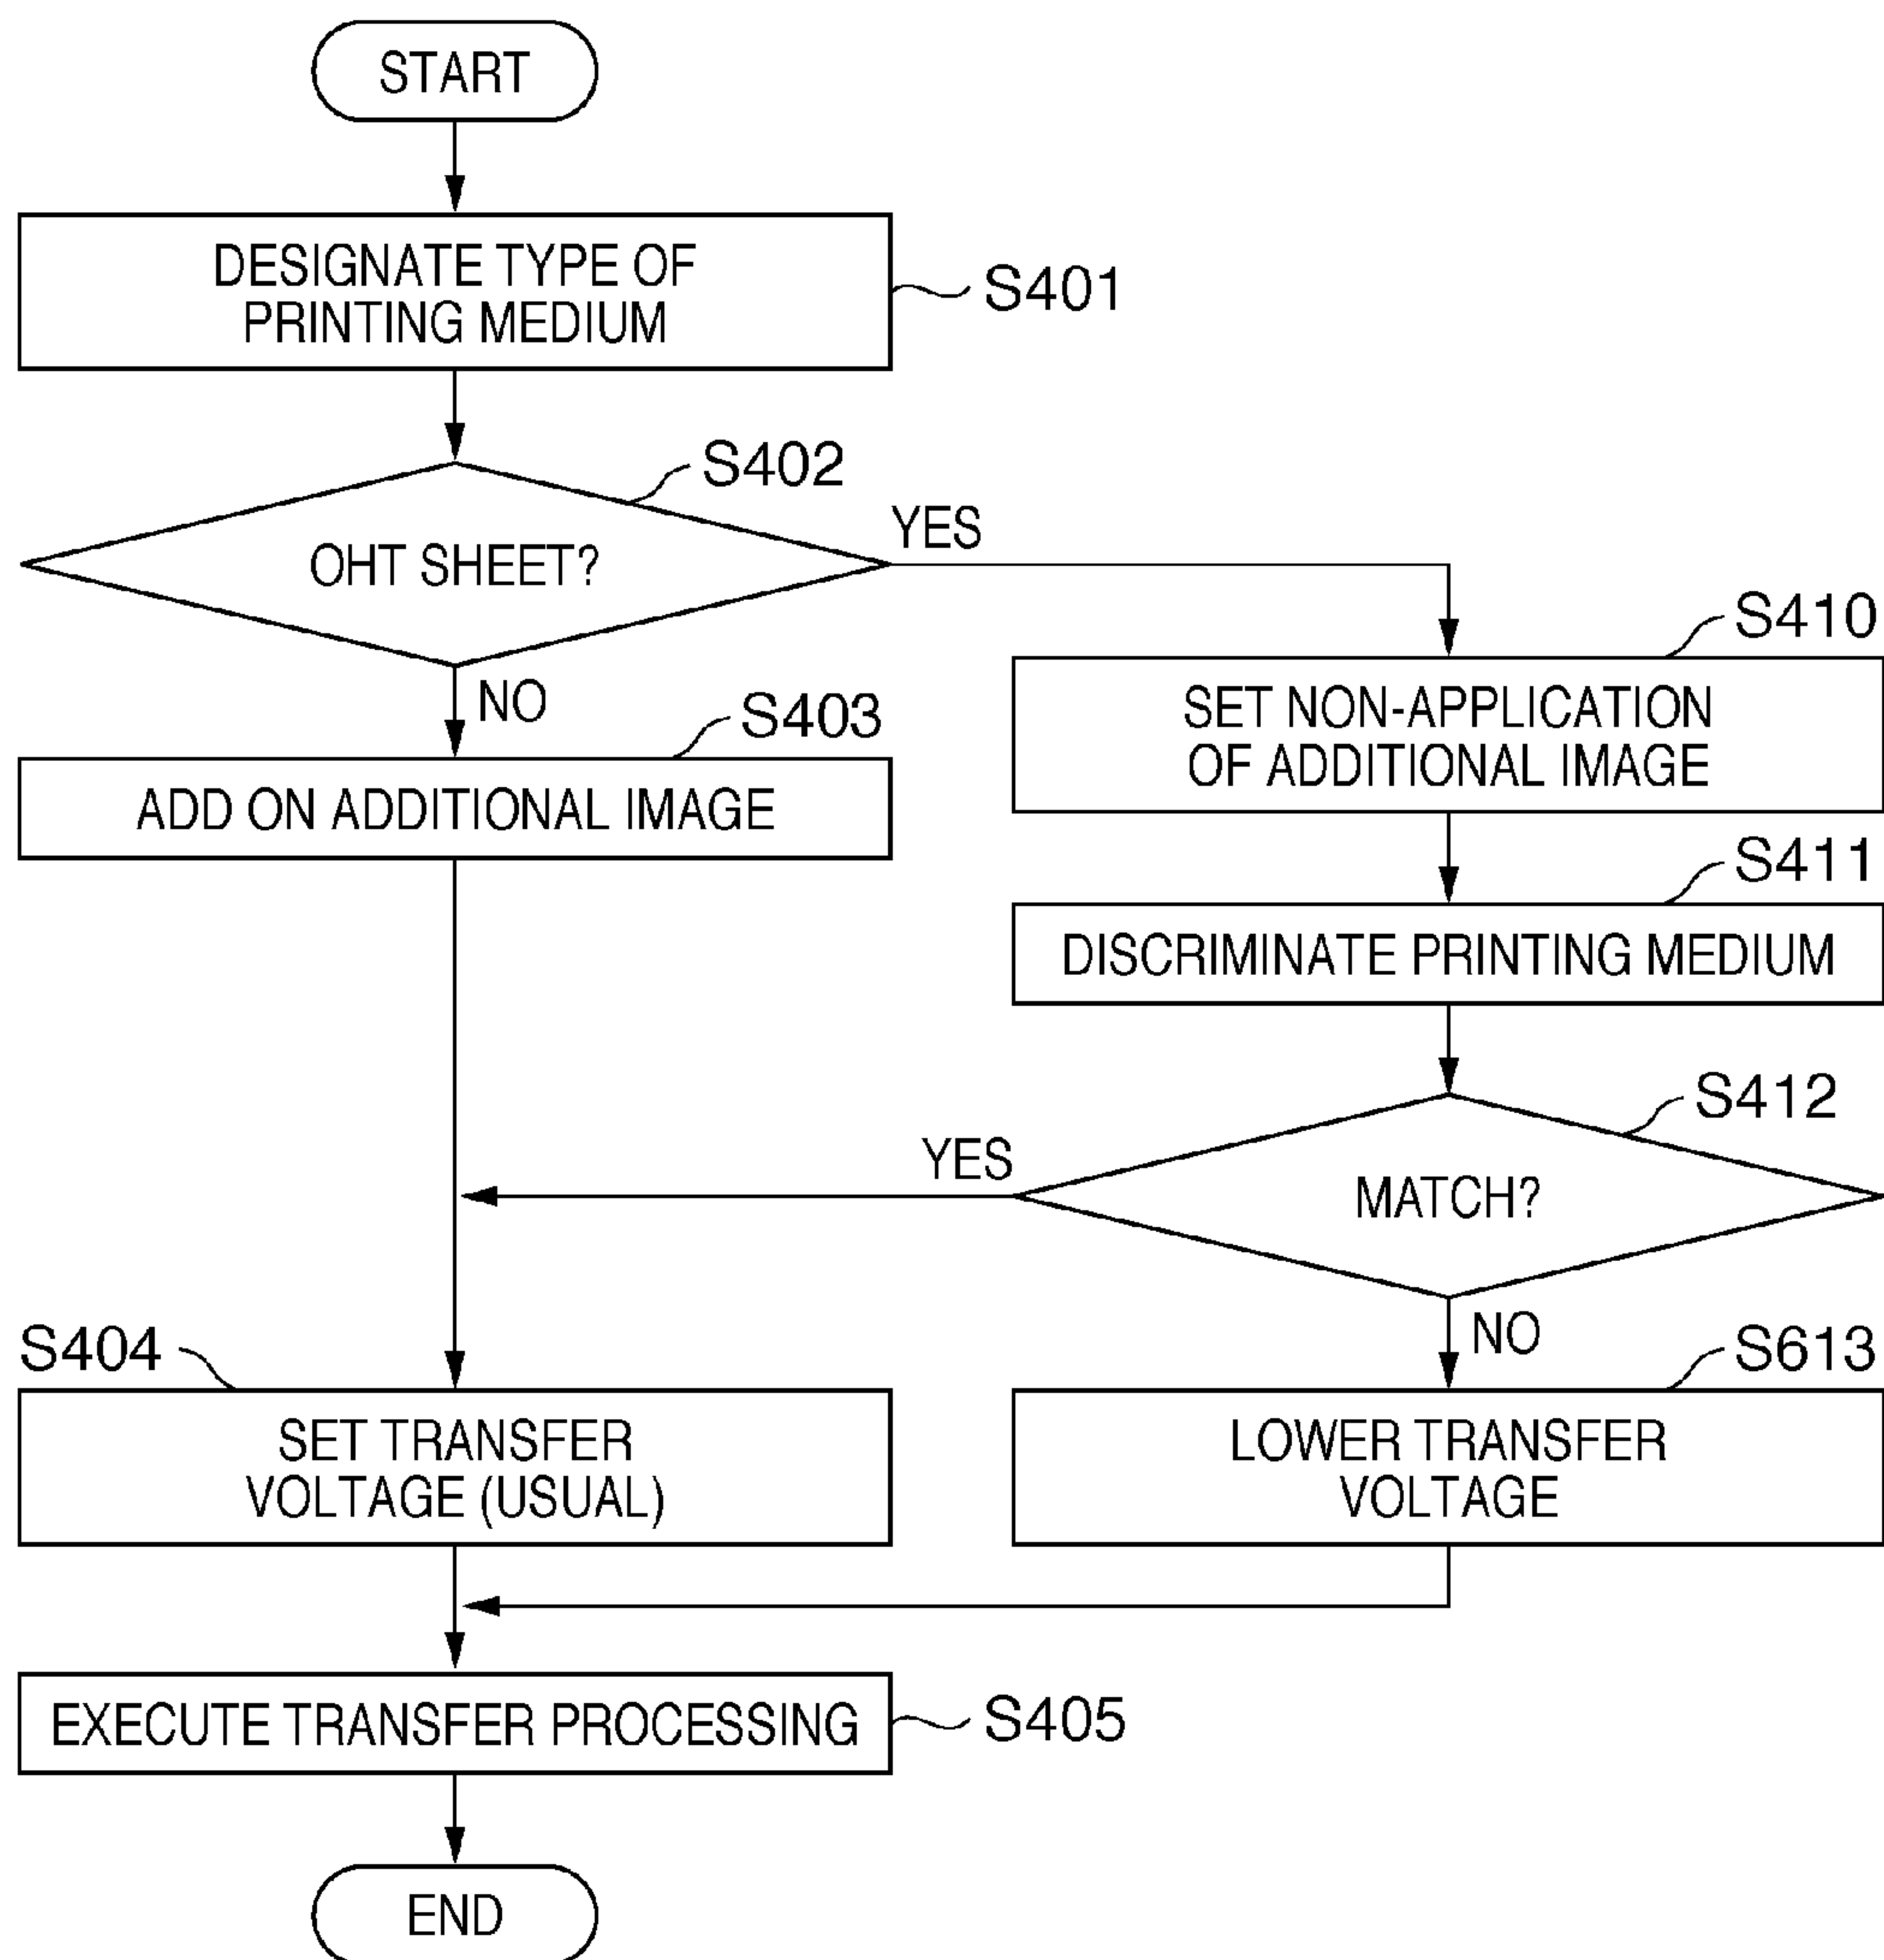 START
DESIGNATE TYPE OF
PRINTING MEDIUM
S401
S402
OHT SHEET?
YES
NO
S403
ADD ON ADDITIONAL IMAGE
S410
SET NON-APPLICATION
OF ADDITIONAL IMAGE
S411
DISCRIMINATE PRINTING MEDIUM
S412
MATCH?
YES
NO
S404
SET TRANSFER
VOLTAGE (USUAL)
S613
LOWER TRANSFER
VOLTAGE
EXECUTE TRANSFER PROCESSING
S405
END